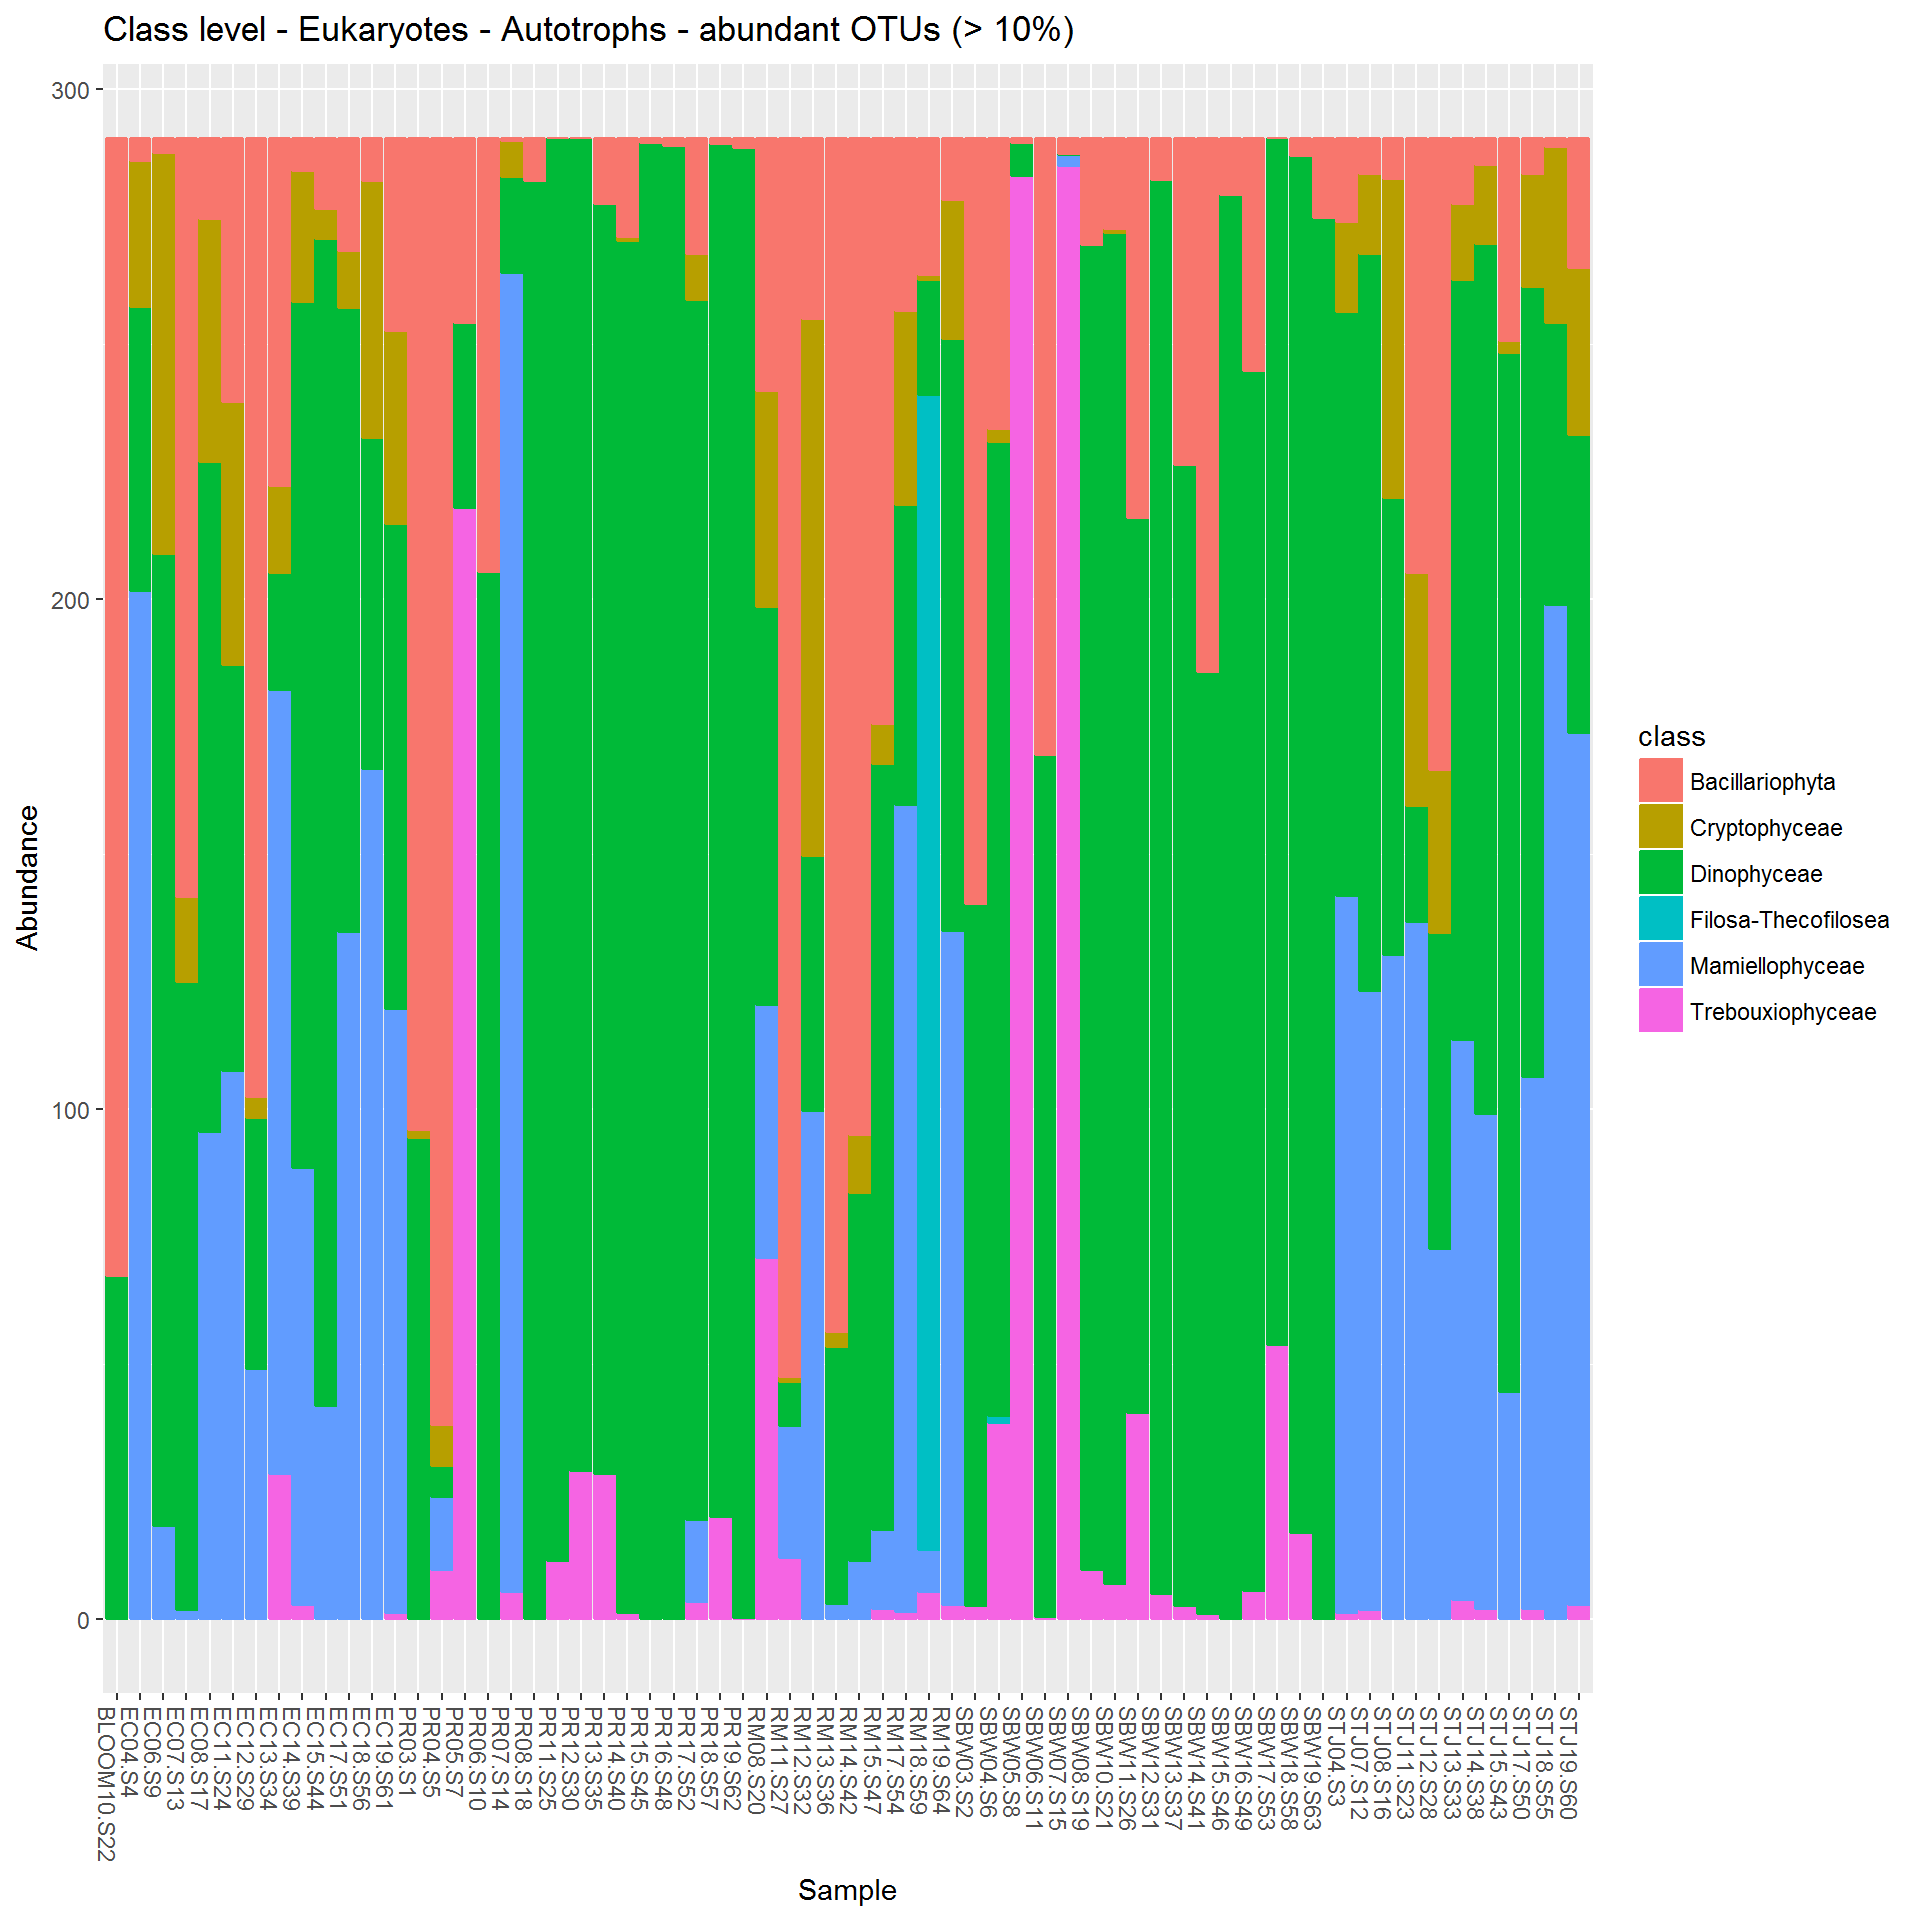 Class level - Eukaryotes - Autotrophs - abundant OTUs (> 10%)
300
200
100
0
Abundance
BLOOM10.S22
EC04.S4
EC06.S9
EC07.S13
EC08.S17
EC11.S24
EC12.S29
EC13.S34
EC14.S39
EC15.S44
EC17.S51
EC18.S56
EC19.S61
PR03.S1
PR04.S5
PR05.S7
PR06.S10
PR07.S14
PR08.S18
PR11.S25
PR12.S30
PR13.S35
PR14.S40
PR15.S45
PR16.S48
PR17.S52
PR18.S57
PR19.S62
RM08.S20
RM11.S27
RM12.S32
RM13.S36
RM14.S42
RM15.S47
RM17.S54
RM18.S59
RM19.S64
SBW03.S2
SBW04.S6
SBW05.S8
SBW06.S11
SBW07.S15
SBW08.S19
SBW10.S21
SBW11.S26
SBW12.S31
SBW13.S37
SBW14.S41
SBW15.S46
SBW16.S49
SBW17.S53
SBW18.S58
SBW19.S63
STJ04.S3
STJ07.S12
STJ08.S16
STJ11.S23
STJ12.S28
STJ13.S33
STJ14.S38
STJ15.S43
STJ17.S50
STJ18.S55
STJ19.S60
Sample
class
Bacillariophyta
Cryptophyceae
Dinophyceae
Filosa-Thecofilosea
Mamiellophyceae
Trebouxiophyceae